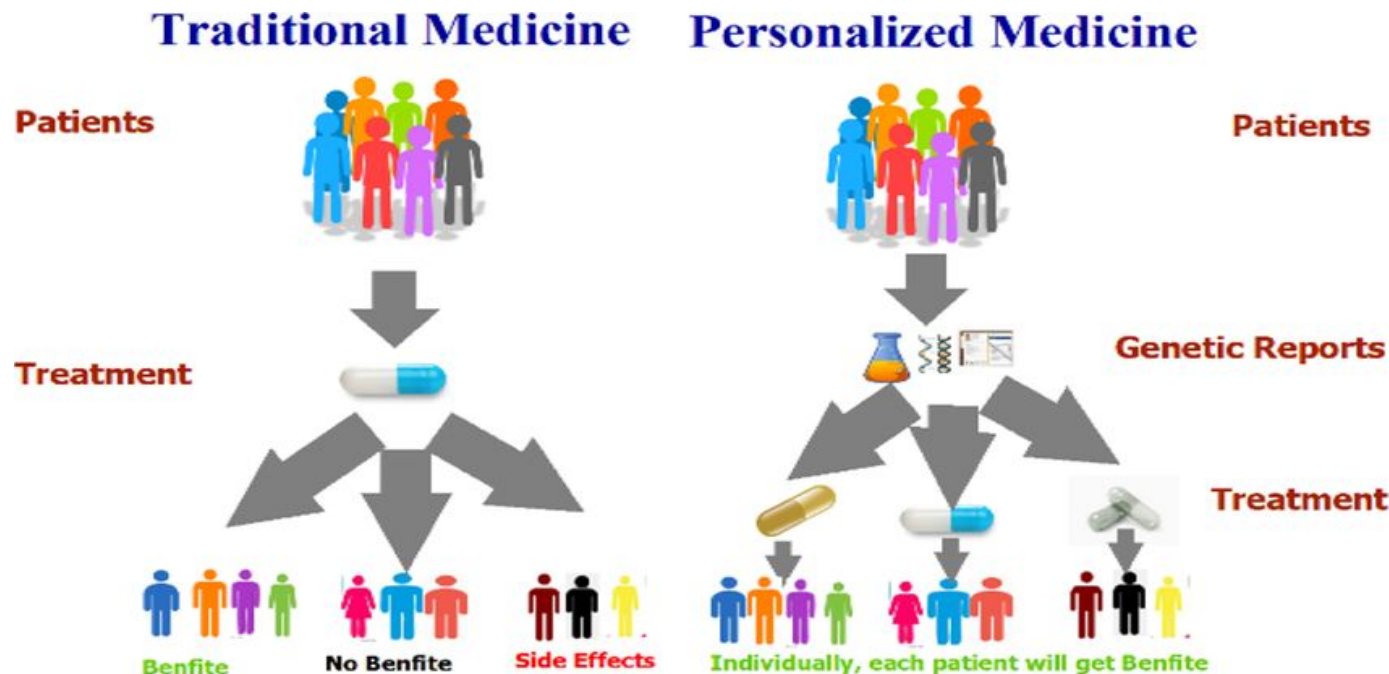 Traditional Medicine
Personalized Medicine
Patients
Patients
Treatment
Genetic Reports
Treatment
Benfite
No Benfite
Side Effects
Individually, each patient will get Benfite